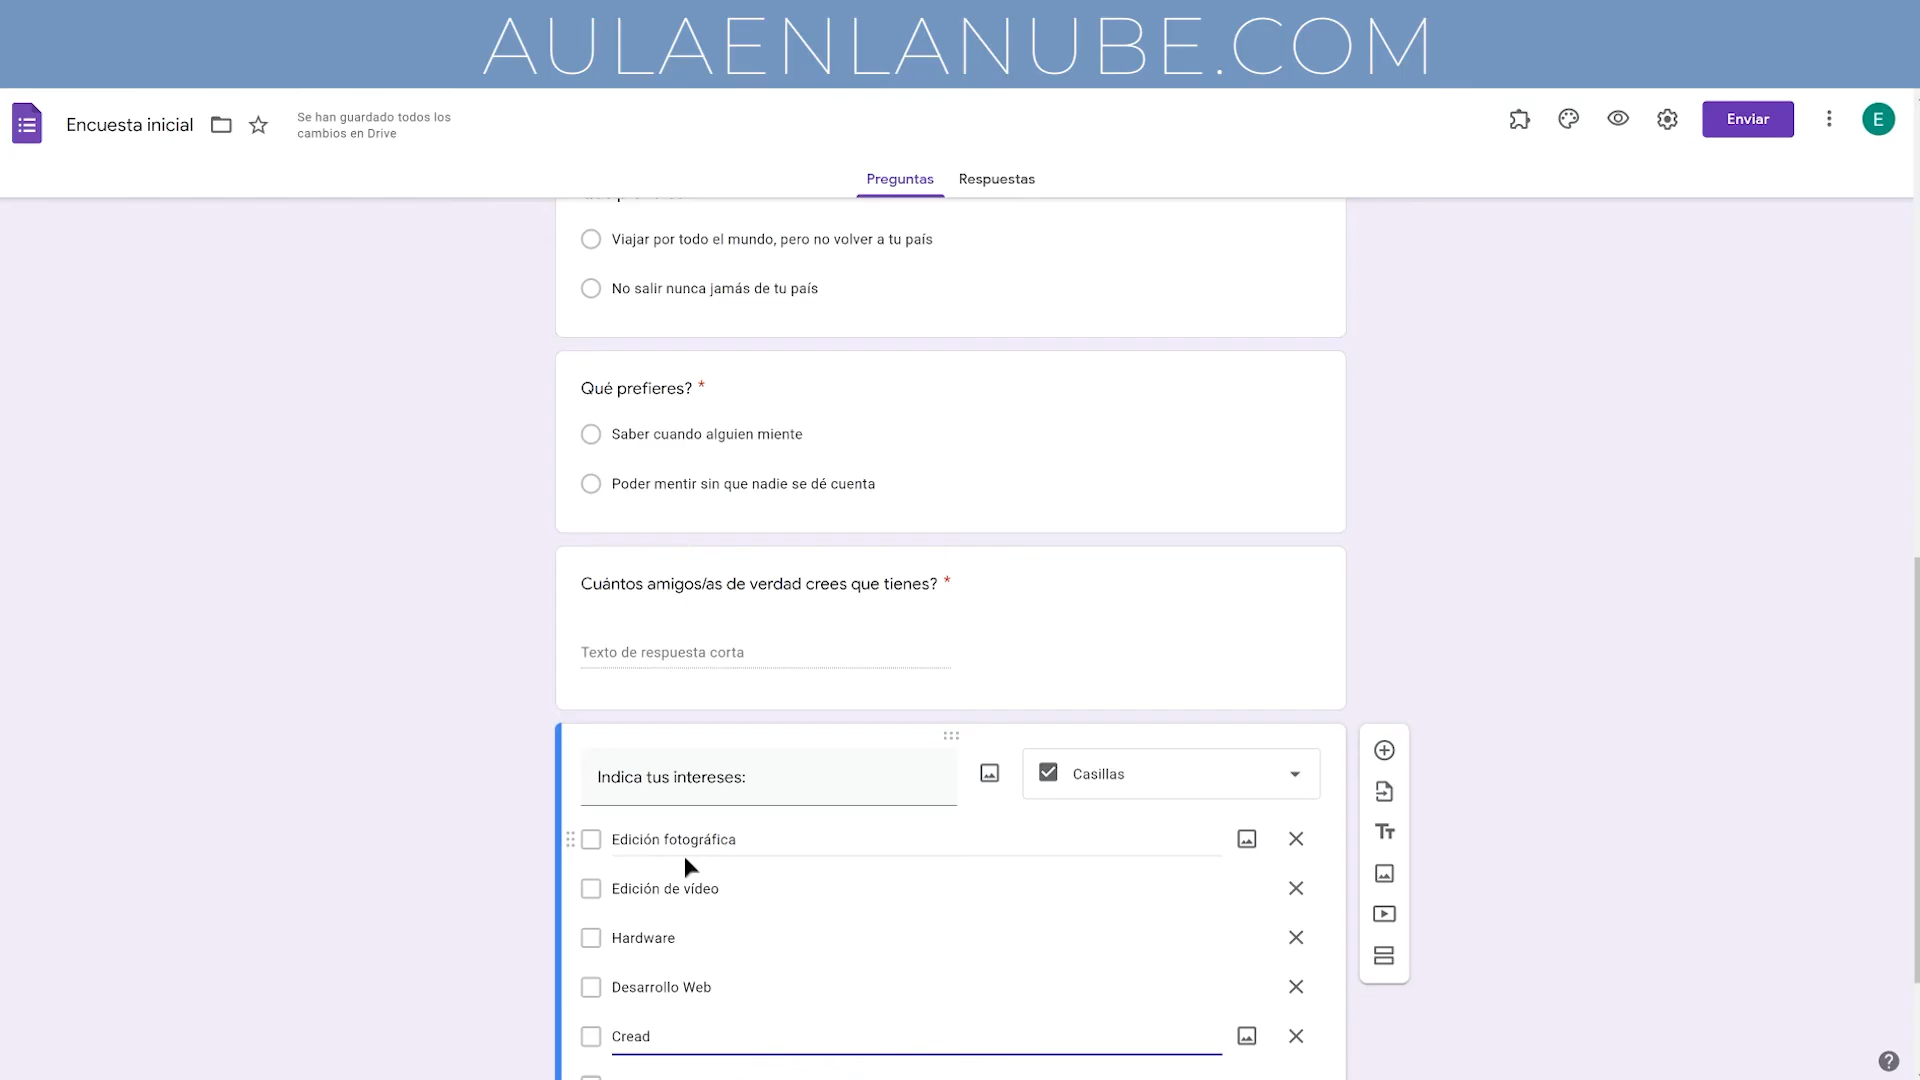 AULAENLANUBE.COM
Encuesta inicial
Se han guardado todos los
cambios en Drive
Enviar
E
Preguntas
Respuestas
Viajar por todo el mundo, pero no volver a tu país
No salir nunca jamás de tu país
Qué prefieres? *
Saber cuando alguien miente
Poder mentir sin que nadie se dé cuenta
Cuántos amigos/as de verdad crees que tienes? *
Texto de respuesta corta
Indica tus intereses:
Casillas
Edición fotográfica
Edición de vídeo
Hardware
Desarrollo Web
Cread